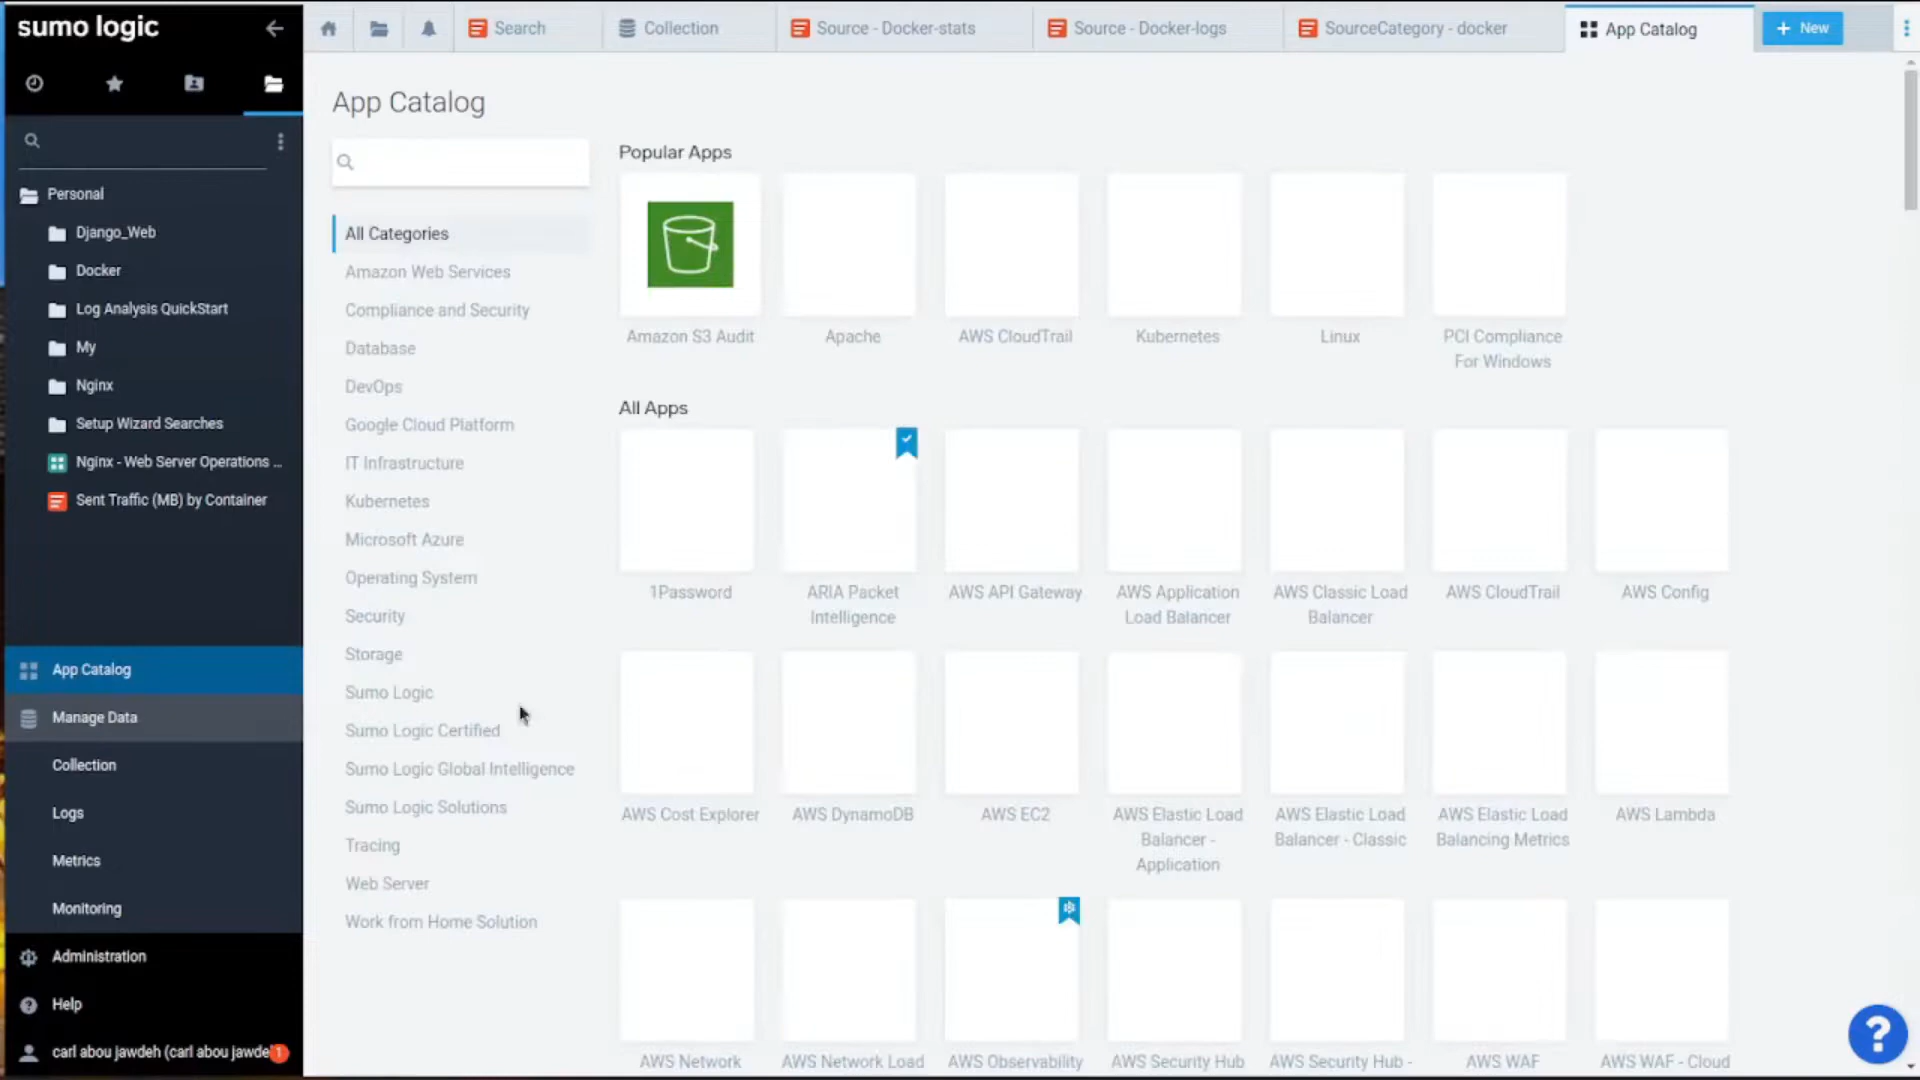 sumo logic
Search
Collection
Source - Docker-stats
Source - Docker-logs
SourceCategory - docker
App Catalog
+ New
Personal
Django_Web
Docker
Log Analysis QuickStart
My
Nginx
Setup Wizard Searches
Nginx - Web Server Operations ...
Sent Traffic (MB) by Container
App Catalog
Manage Data
Collection
Logs
Metrics
Monitoring
Administration
Help
carl abou jawdeh (carl abou jawde
1
App Catalog
All Categories
Amazon Web Services
Compliance and Security
Database
DevOps
Google Cloud Platform
IT Infrastructure
Kubernetes
Microsoft Azure
Operating System
Security
Storage
Sumo Logic
Sumo Logic Certified
Sumo Logic Global Intelligence
Sumo Logic Solutions
Tracing
Web Server
Work from Home Solution
Popular Apps
Amazon S3 Audit
Apache
AWS CloudTrail
Kubernetes
Linux
PCI Compliance
For Windows
All Apps
1Password
ARIA Packet
Intelligence
AWS API Gateway
AWS Application
Load Balancer
AWS Classic Load
Balancer
AWS CloudTrail
AWS Config
AWS Cost Explorer
AWS DynamoDB
AWS EC2
AWS Elastic Load
Balancer -
Application
AWS Elastic Load
Balancer - Classic
AWS Elastic Load
Balancing Metrics
AWS Lambda
AWS Network
AWS Network Load
AWS Observability
AWS Security Hub
AWS Security Hub -
AWS WAF
AWS WAF - Cloud
?